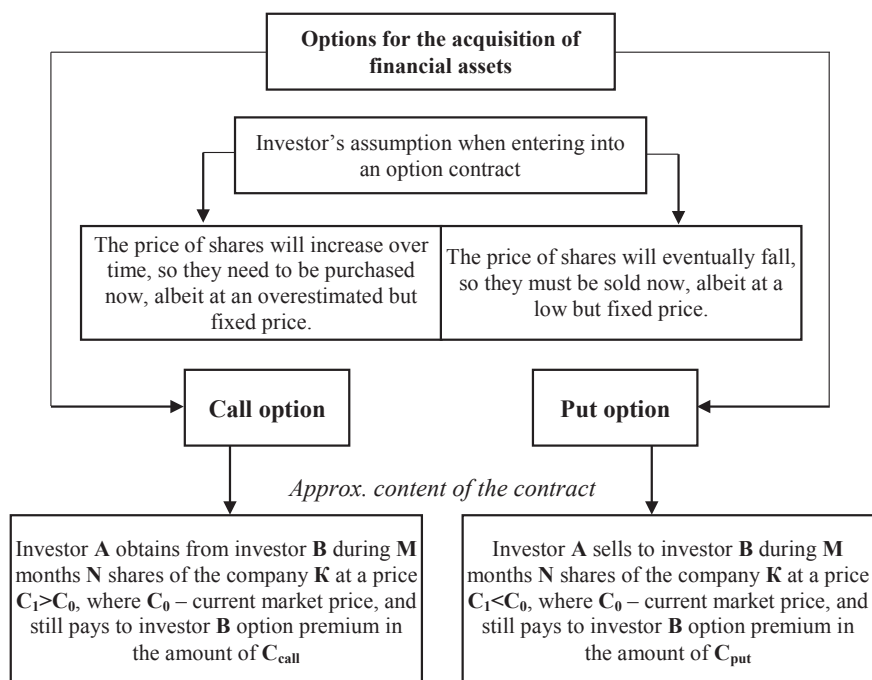 Options for the acquisition of
financial assets
Investor's assumption when entering into
an option contract
The price of shares will increase over
time, so they need to be purchased
now, albeit at an overestimated but
fixed price.
The price of shares will eventually fall,
so they must be sold now, albeit at a
low but fixed price.
Call option
Put option
Approx. content of the contract
Investor A obtains from investor B during M
months N shares of the company K at a price
C₁>C₀, where C₀ – current market price, and
still pays to investor B option premium in
the amount of Ccall
Investor A sells to investor B during M
months N shares of the company K at a price
C₁<C₀, where C₀ – current market price, and
still pays to investor B option premium in
the amount of Cput